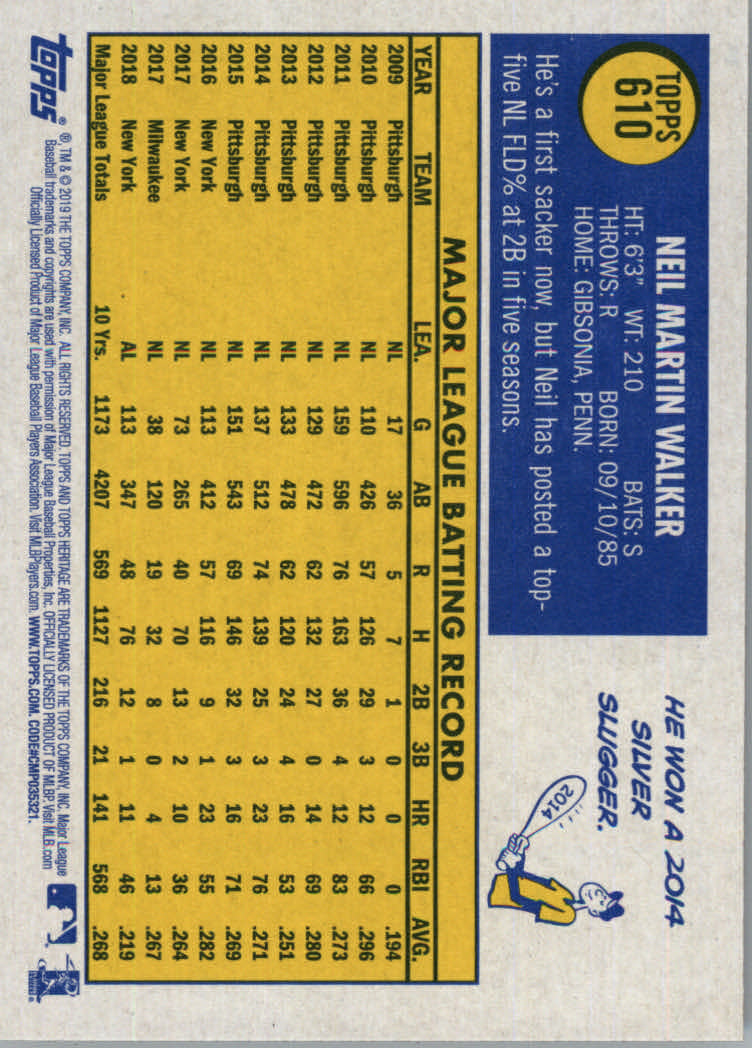 TOPPS
610
NEIL MARTIN WALKER
HT: 6'3" WT: 210 BATS: S
THROWS: R BORN: 09/10/85
HOME: GIBSONIA, PENN.
He's a first sacker now, but Neil has posted a top-
five NL FLD% at 2B in five seasons.
HE WON A 2014
SILVER
SLUGGER.
2014
MAJOR LEAGUE BATTING RECORD
YEAR TEAM LEA. G AB R H 2B 3B HR RBI AVG.
2009 Pittsburgh NL 17 36 5 7 1 0 0 0 .194
2010 Pittsburgh NL 110 426 57 126 29 3 12 66 .296
2011 Pittsburgh NL 159 596 76 163 36 4 12 83 .273
2012 Pittsburgh NL 129 472 62 132 27 0 14 69 .280
2013 Pittsburgh NL 133 478 62 120 24 4 16 53 .251
2014 Pittsburgh NL 137 512 74 139 25 3 23 76 .271
2015 Pittsburgh NL 151 543 69 146 32 3 16 71 .269
2016 New York NL 113 412 57 116 9 1 23 55 .282
2017 New York NL 73 265 40 70 13 2 10 36 .264
2017 Milwaukee NL 38 120 19 32 8 0 4 13 .267
2018 New York AL 113 347 48 76 12 1 11 46 .219
Major League Totals 10 Yrs. 1173 4207 569 1127 216 21 141 568 .268
topps®
®, TM & © 2019 THE TOPPS COMPANY, INC. ALL RIGHTS RESERVED. TOPPS AND TOPPS HERITAGE ARE TRADEMARKS OF THE TOPPS COMPANY, INC. Major League
Baseball trademarks and copyrights are used with permission of Major League Baseball Properties, Inc. OFFICIALLY LICENSED PRODUCT OF MLBP. Visit MLB.com
Officially Licensed Product of Major League Baseball Players Association. Visit MLBPlayers.com. WWW.TOPPS.COM. CODE#CMP035321.